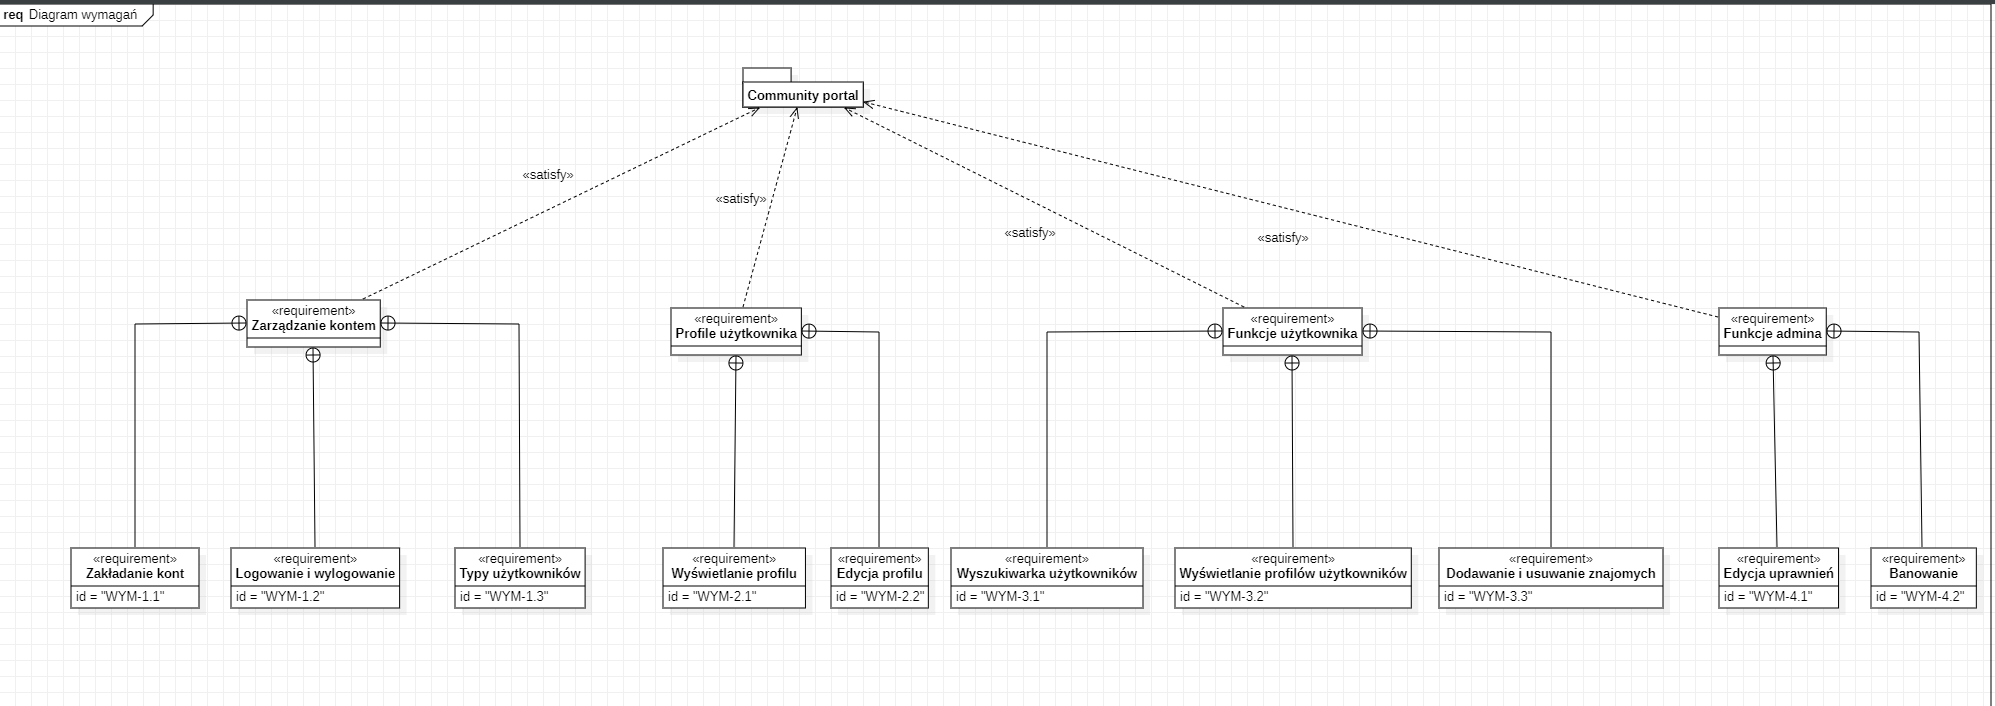 req Diagram wymagań
Community portal
«satisfy»
«satisfy»
«satisfy»
«satisfy»
«requirement»
Zarządzanie kontem
«requirement»
Profile użytkownika
«requirement»
Funkcje użytkownika
«requirement»
Funkcje admina
«requirement»
Zakładanie kont
id = "WYM-1.1"
«requirement»
Logowanie i wylogowanie
id = "WYM-1.2"
«requirement»
Typy użytkowników
id = "WYM-1.3"
«requirement»
Wyświetlanie profilu
id = "WYM-2.1"
«requirement»
Edycja profilu
id = "WYM-2.2"
«requirement»
Wyszukiwarka użytkowników
id = "WYM-3.1"
«requirement»
Wyświetlanie profilów użytkowników
id = "WYM-3.2"
«requirement»
Dodawanie i usuwanie znajomych
id = "WYM-3.3"
«requirement»
Edycja uprawnień
id = "WYM-4.1"
«requirement»
Banowanie
id = "WYM-4.2"